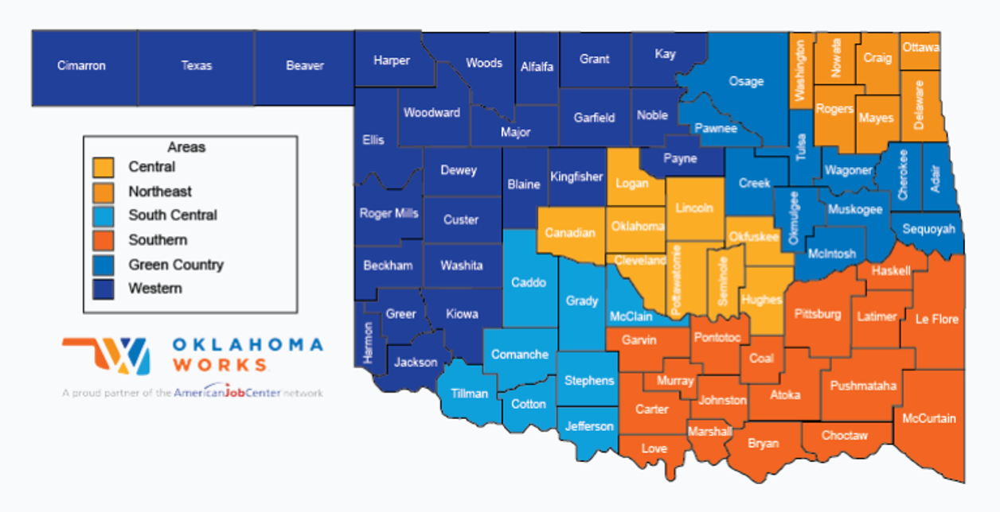 Cimarron
Texas
Beaver
Harper
Woods
Alfalfa
Grant
Kay
Osage
Washington
Nowata
Craig
Ottawa
Woodward
Major
Garfield
Noble
Pawnee
Rogers
Mayes
Delaware
Ellis
Dewey
Blaine
Kingfisher
Logan
Payne
Creek
Tulsa
Wagoner
Cherokee
Adair
Roger Mills
Custer
Canadian
Oklahoma
Lincoln
Okfuskee
Okmulgee
Muskogee
Sequoyah
Beckham
Washita
Caddo
Grady
Cleveland
McClain
Pottawatomie
Seminole
Hughes
McIntosh
Haskell
Harmon
Greer
Kiowa
Jackson
Comanche
Garvin
Pontotoc
Pittsburg
Latimer
Le Flore
Tillman
Cotton
Stephens
Jefferson
Murray
Carter
Johnston
Coal
Atoka
Pushmataha
McCurtain
Love
Marshall
Bryan
Choctaw
Areas
Central
Northeast
South Central
Southern
Green Country
Western
OKLAHOMA
WORKS
A proud partner of the AmericanJobCenter network